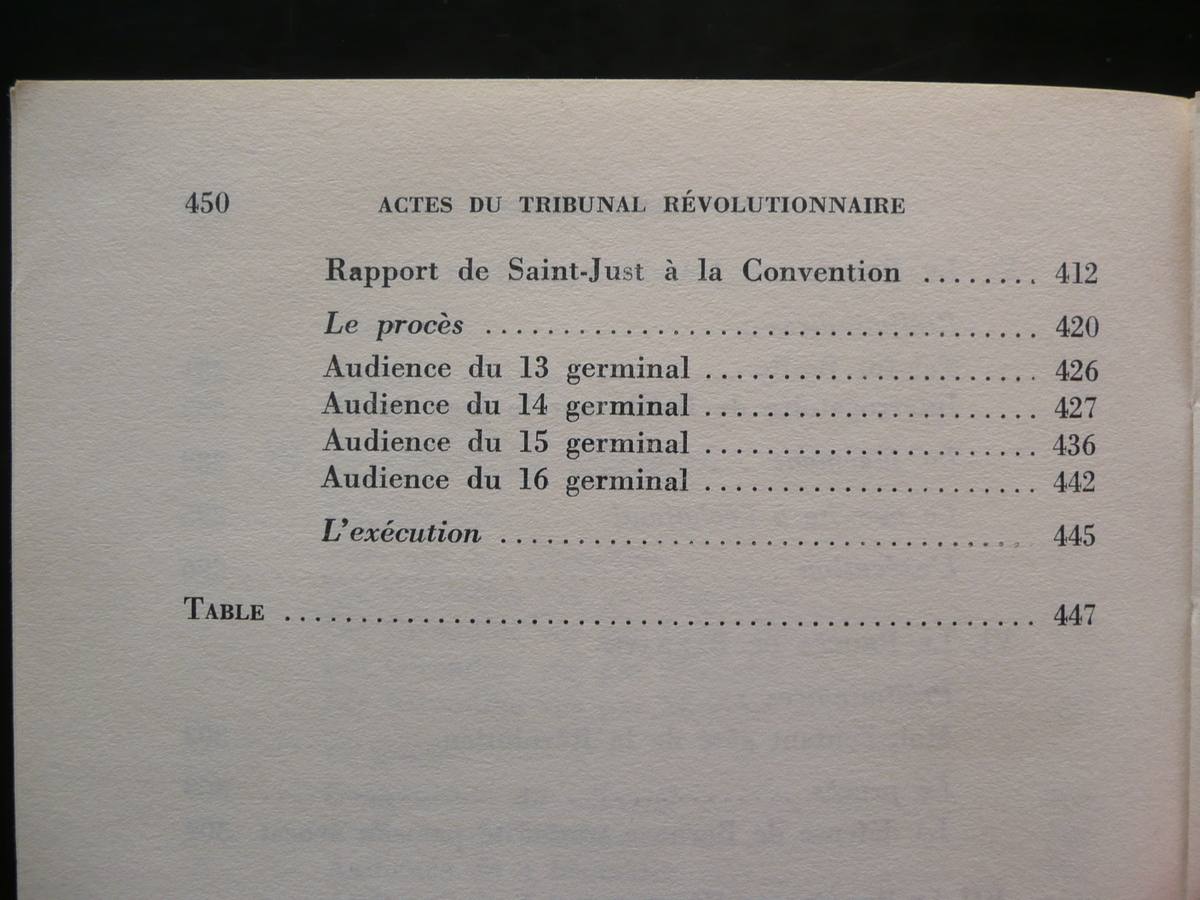 450 ACTES DU TRIBUNAL RÉVOLUTIONNAIRE
Rapport de Saint-Just à la Convention ........ 412
Le procès .................................. 420
Audience du 13 germinal .................... 426
Audience du 14 germinal .................... 427
Audience du 15 germinal .................... 436
Audience du 16 germinal .................... 442
L'exécution ................................. 445
TABLE .............................................. 447